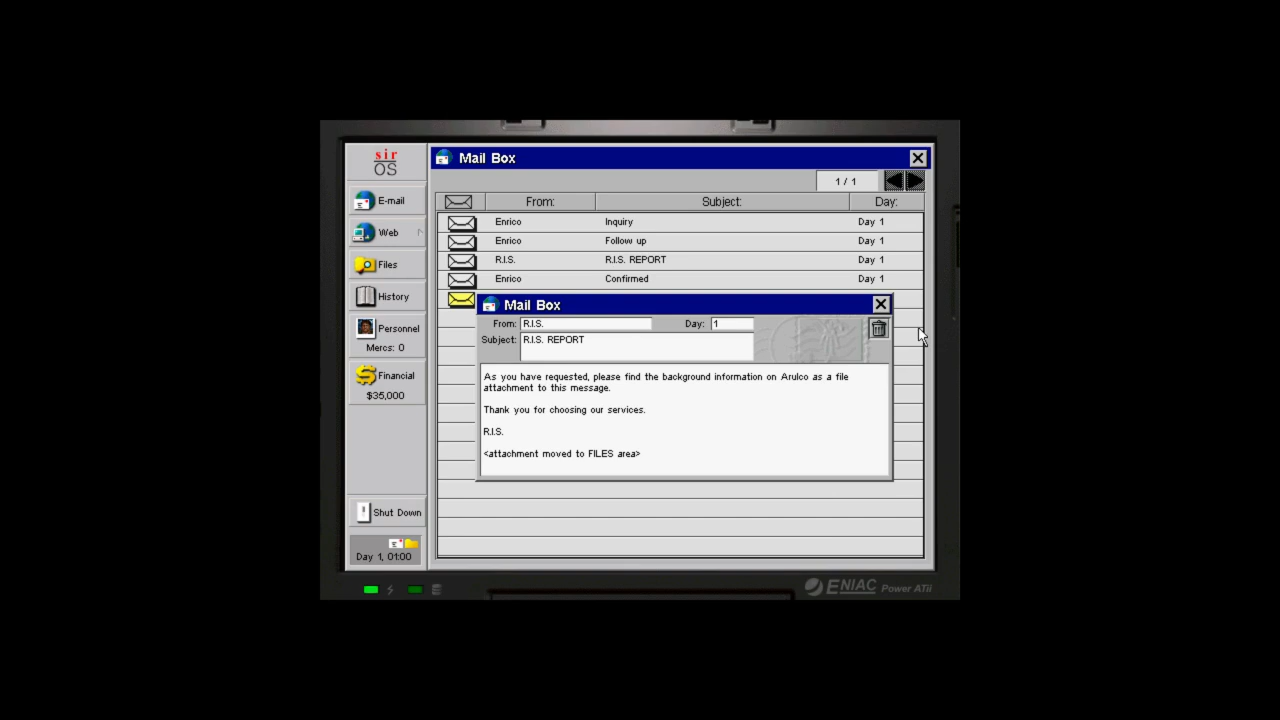 sir
OS
Mail Box
1 / 1
E-mail
From:
Subject:
Day:
Web
Enrico
Inquiry
Day 1
Enrico
Follow up
Day 1
Files
R.I.S.
R.I.S. REPORT
Day 1
History
Enrico
Confirmed
Day 1
Personnel
Mercs: 0
Mail Box
From: R.I.S.
Day: 1
Subject: R.I.S. REPORT
Financial
$35,000
As you have requested, please find the background information on Arulco as a file
attachment to this message.
Thank you for choosing our services.
R.I.S.
<attachment moved to FILES area>
Shut Down
Day 1, 01:00
ENIAC Power ATii